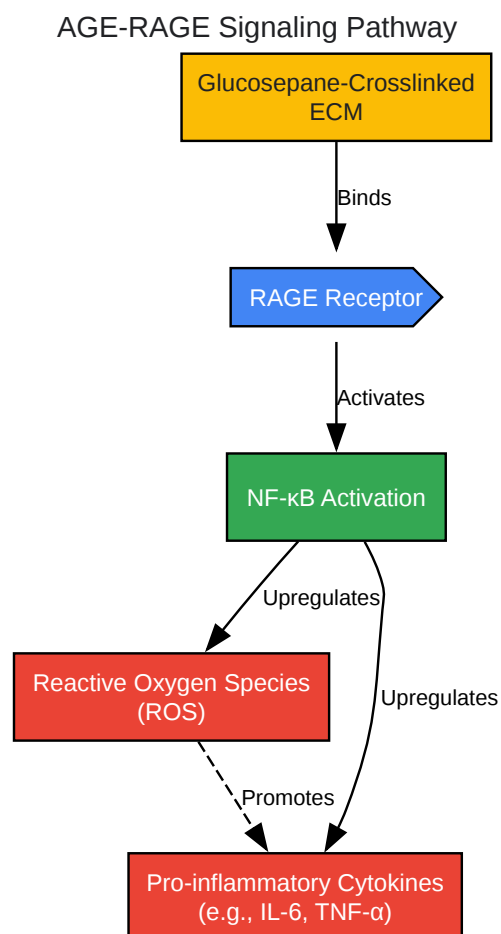 AGE-RAGE Signaling Pathway
Glucosepane-Crosslinked
ECM
Binds
RAGE Receptor
Activates
NF-κB Activation
Upregulates
Reactive Oxygen Species
(ROS)
Upregulates
Promotes
Pro-inflammatory Cytokines
(e.g., IL-6, TNF-α)